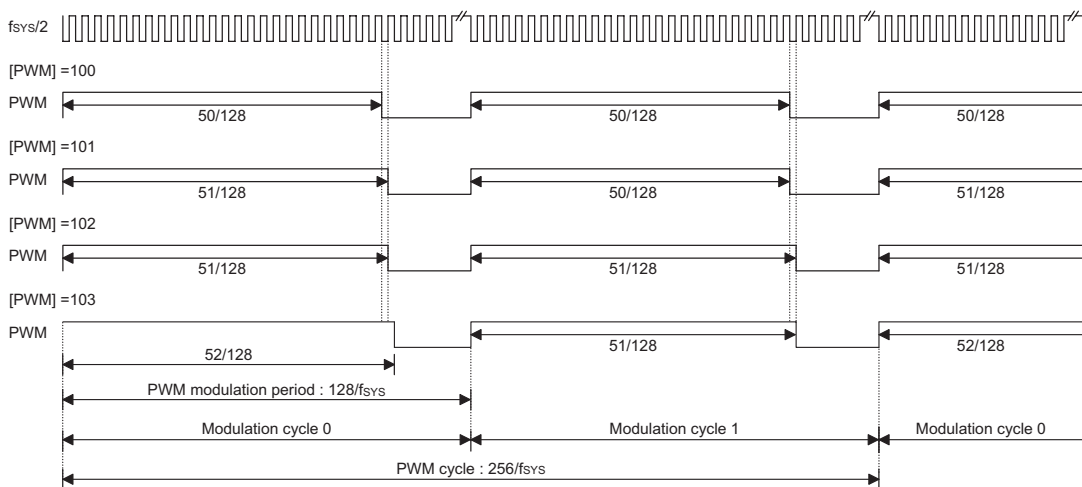 fSYS/2
[PWM] =100
PWM
50/128 50/128 50/128
[PWM] =101
PWM
51/128 50/128 51/128
[PWM] =102
PWM
51/128 51/128 51/128
[PWM] =103
PWM
52/128 51/128 52/128
PWM modulation period : 128/fSYS
Modulation cycle 0 Modulation cycle 1 Modulation cycle 0
PWM cycle : 256/fSYS